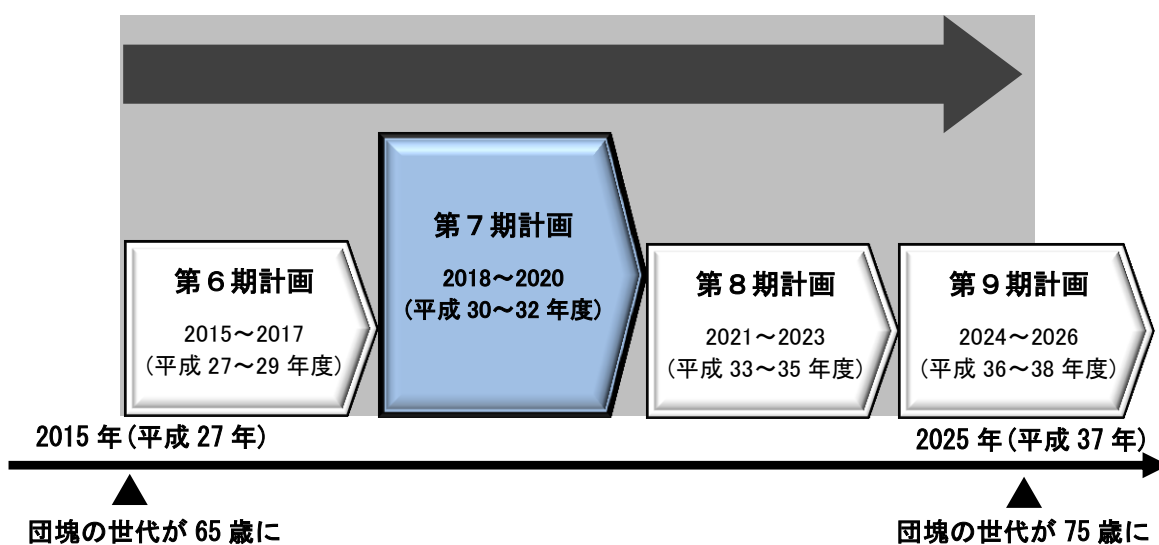 第６期計画
2015～2017
(平成 27～29 年度)
第７期計画
2018～2020
(平成 30～32 年度)
第８期計画
2021～2023
(平成 33～35 年度)
第９期計画
2024～2026
(平成 36～38 年度)
2015 年(平成 27 年)
2025 年(平成 37 年)
団塊の世代が 65 歳に
団塊の世代が 75 歳に